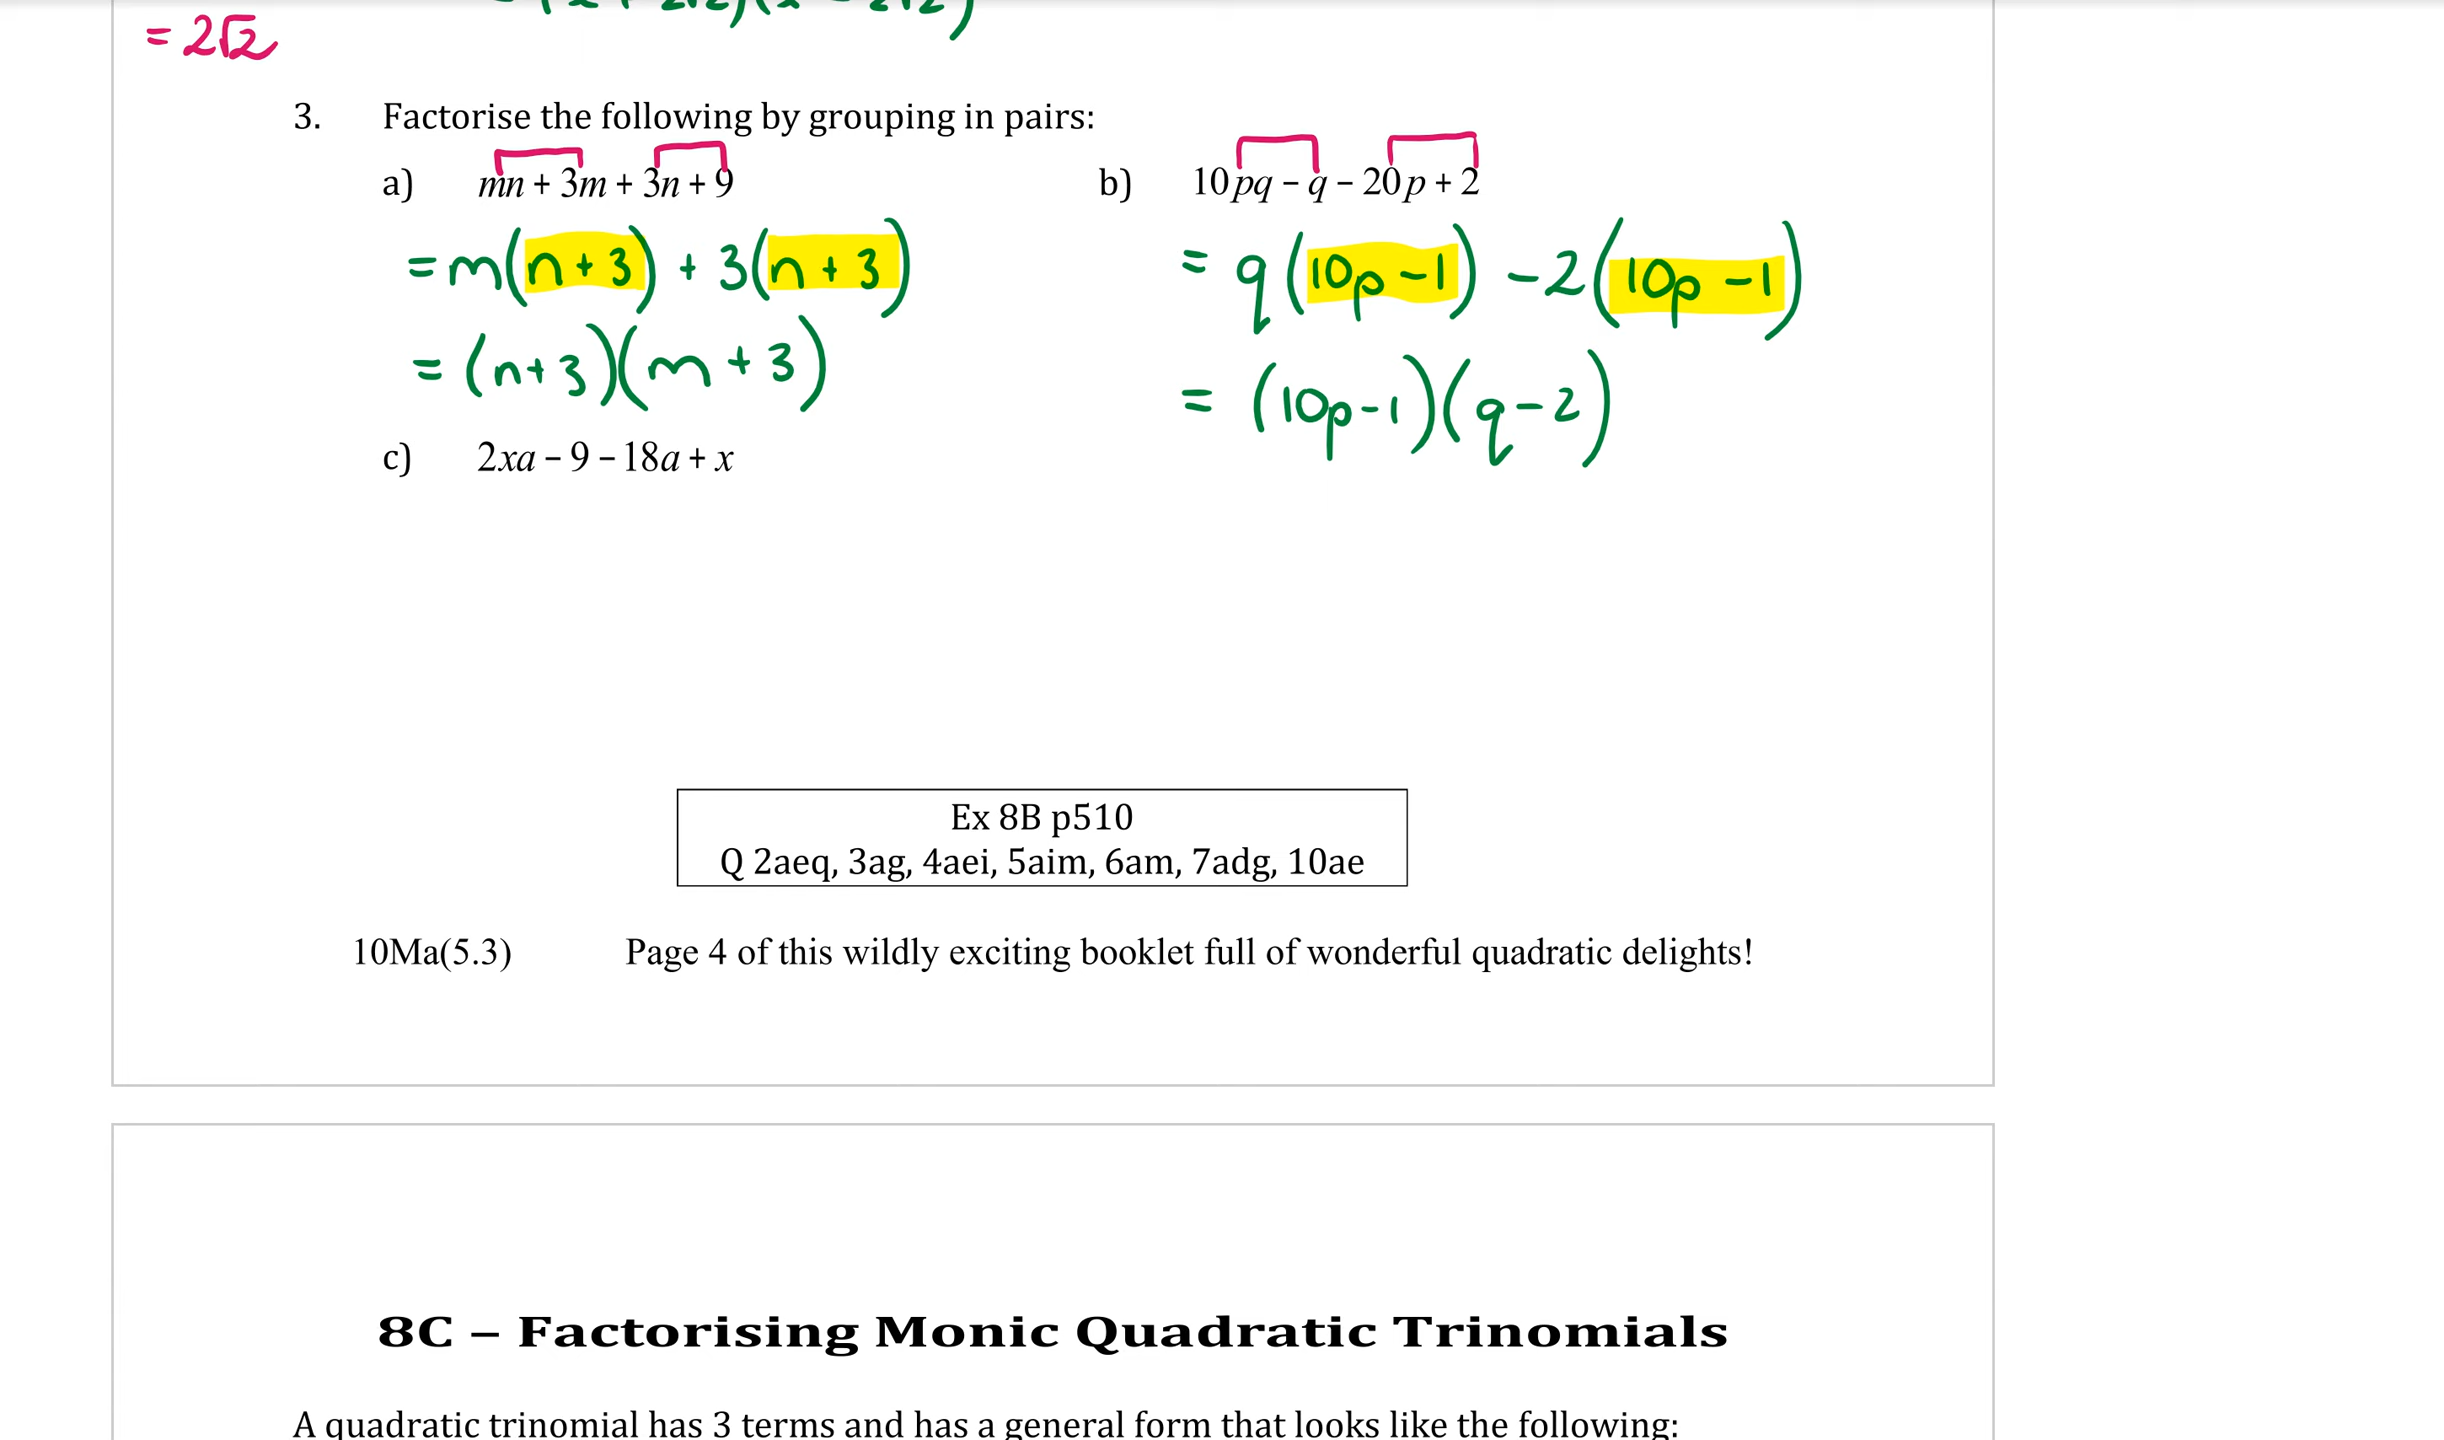 = 2√2
3. Factorise the following by grouping in pairs:
a) mn + 3m + 3n + 9
= m(n + 3) + 3(n + 3)
= (n+3)(m + 3)
b) 10pq – q – 20p + 2
= q(10p – 1) – 2(10p – 1)
= (10p – 1)(q – 2)
c) 2xa – 9 – 18a + x
Ex 8B p510
Q 2aeq, 3ag, 4aei, 5aim, 6am, 7adg, 10ae
10Ma(5.3) Page 4 of this wildly exciting booklet full of wonderful quadratic delights!
8C – Factorising Monic Quadratic Trinomials
A quadratic trinomial has 3 terms and has a general form that looks like the following: